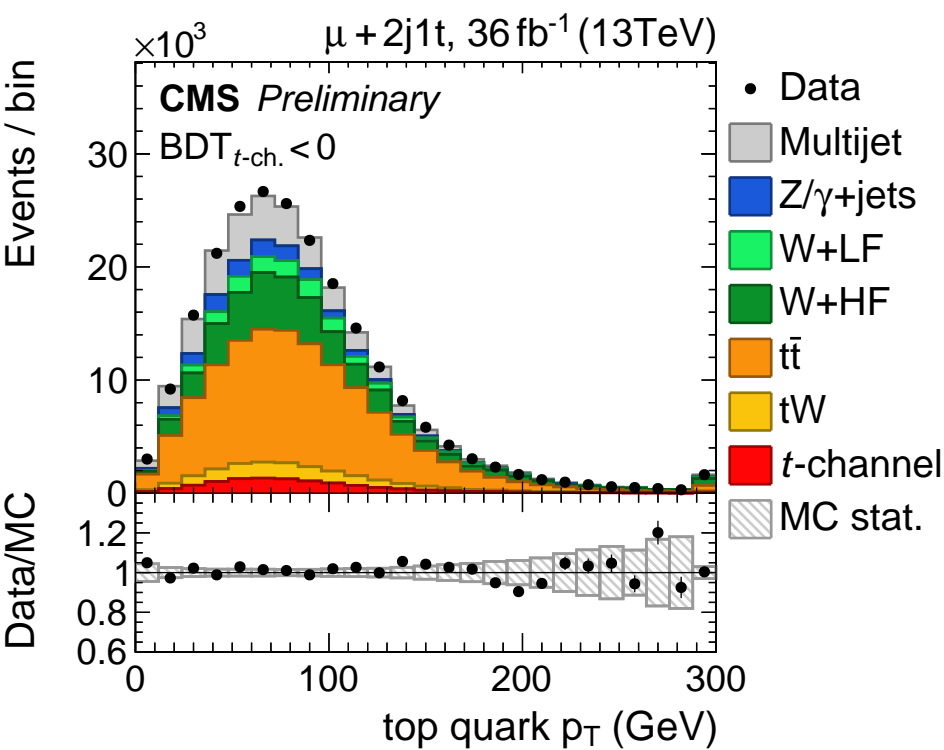 ×10³
μ + 2j1t, 36 fb⁻¹ (13TeV)
Events / bin
CMS Preliminary
BDT t-ch. < 0
30
20
10
0
Data
Multijet
Z/γ+jets
W+LF
W+HF
tt̄
tW
t-channel
MC stat.
Data/MC
1.2
1
0.8
0.6
0 100 200 300
top quark pT (GeV)